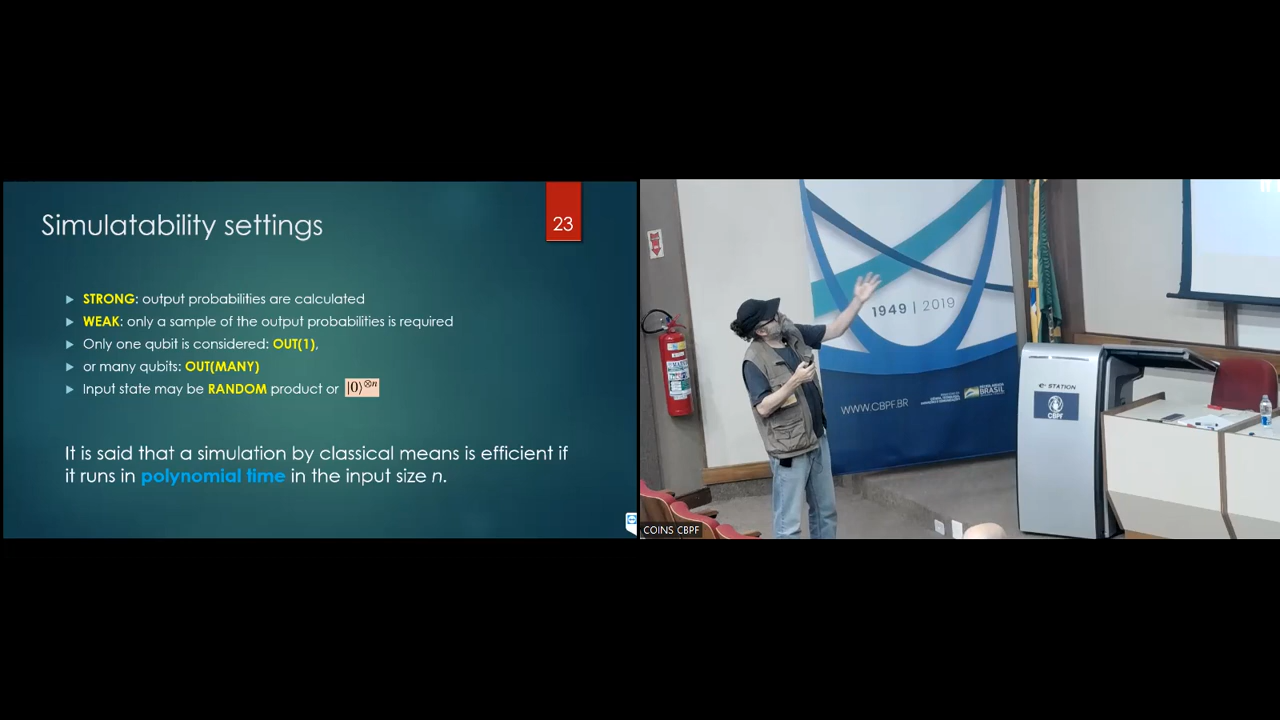 Simulatability settings
23
STRONG: output probabilities are calculated
WEAK: only a sample of the output probabilities is required
Only one qubit is considered: OUT(1),
or many qubits: OUT(MANY)
Input state may be RANDOM product or |0⟩⊗n
It is said that a simulation by classical means is efficient if
it runs in polynomial time in the input size n.
1949 | 2019
WWW.CBPF.BR
BRASIL
e-STATION
CBPF
COINS CBPF